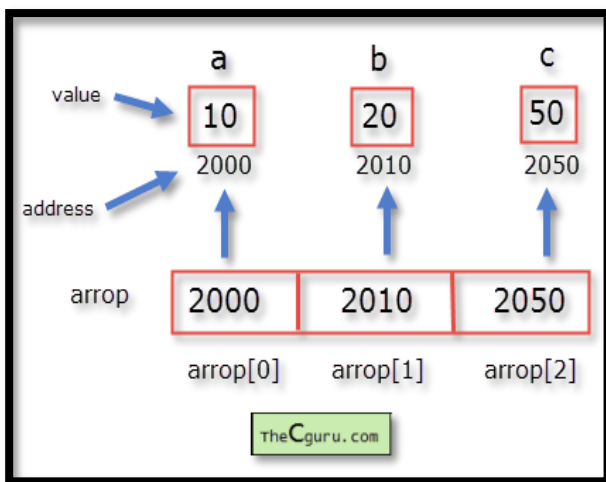 a b c
value 10 20 50
2000 2010 2050
address
arrop 2000 2010 2050
arrop[0] arrop[1] arrop[2]
TheCguru.com